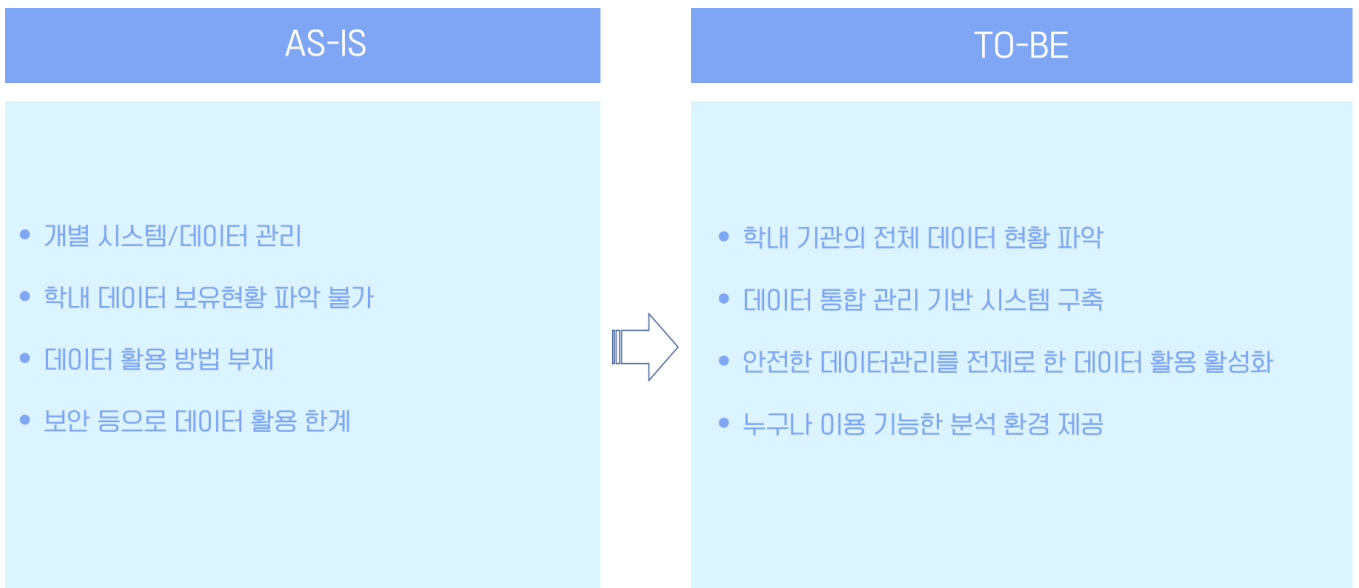 AS-IS
• 개별 시스템/데이터 관리
• 학내 데이터 보유현황 파악 불가
• 데이터 활용 방법 부재
• 보안 등으로 데이터 활용 한계
TO-BE
• 학내 기관의 전체 데이터 현황 파악
• 데이터 통합 관리 기반 시스템 구축
• 안전한 데이터관리를 전제로 한 데이터 활용 활성화
• 누구나 이용 기능한 분석 환경 제공